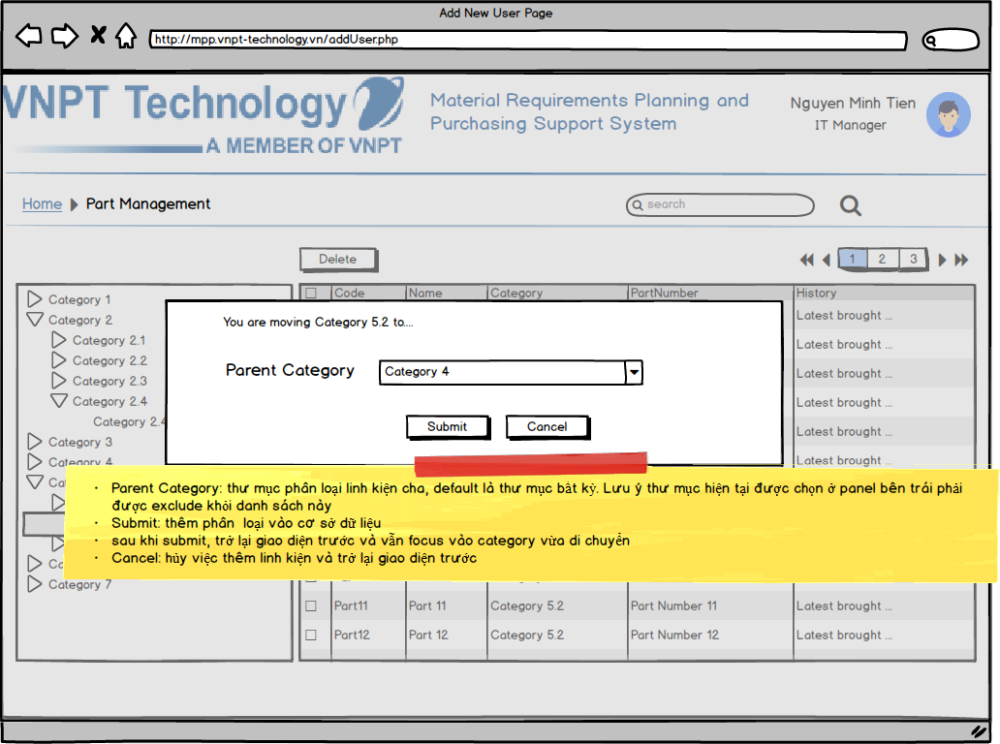 Add New User Page
http://mpp.vnpt-technology.vn/addUser.php
VNPT Technology
A MEMBER OF VNPT
Material Requirements Planning and
Purchasing Support System
Nguyen Minh Tien
IT Manager
Home Part Management
search
Delete
1 2 3
Category 1
Category 2
Category 2.1
Category 2.2
Category 2.3
Category 2.4
Category 2.4
Category 3
Category 4
Category 7
Code Name Category PartNumber History
Latest brought ...
Latest brought ...
Latest brought ...
Latest brought ...
Latest brought ...
Latest brought ...
You are moving Category 5.2 to....
Parent Category Category 4
Submit Cancel
• Parent Category: thư mục phân loại linh kiện cha, default là thư mục bất kỳ. Lưu ý thư mục hiện tại được chọn ở panel bên trái phải
được exclude khỏi danh sách này
• Submit: thêm phân loại vào cơ sở dữ liệu
• sau khi submit, trở lại giao diện trước và vẫn focus vào category vừa di chuyển
• Cancel: hủy việc thêm linh kiện và trở lại giao diện trước
Part11 Part 11 Category 5.2 Part Number 11 Latest brought ...
Part12 Part 12 Category 5.2 Part Number 12 Latest brought ...